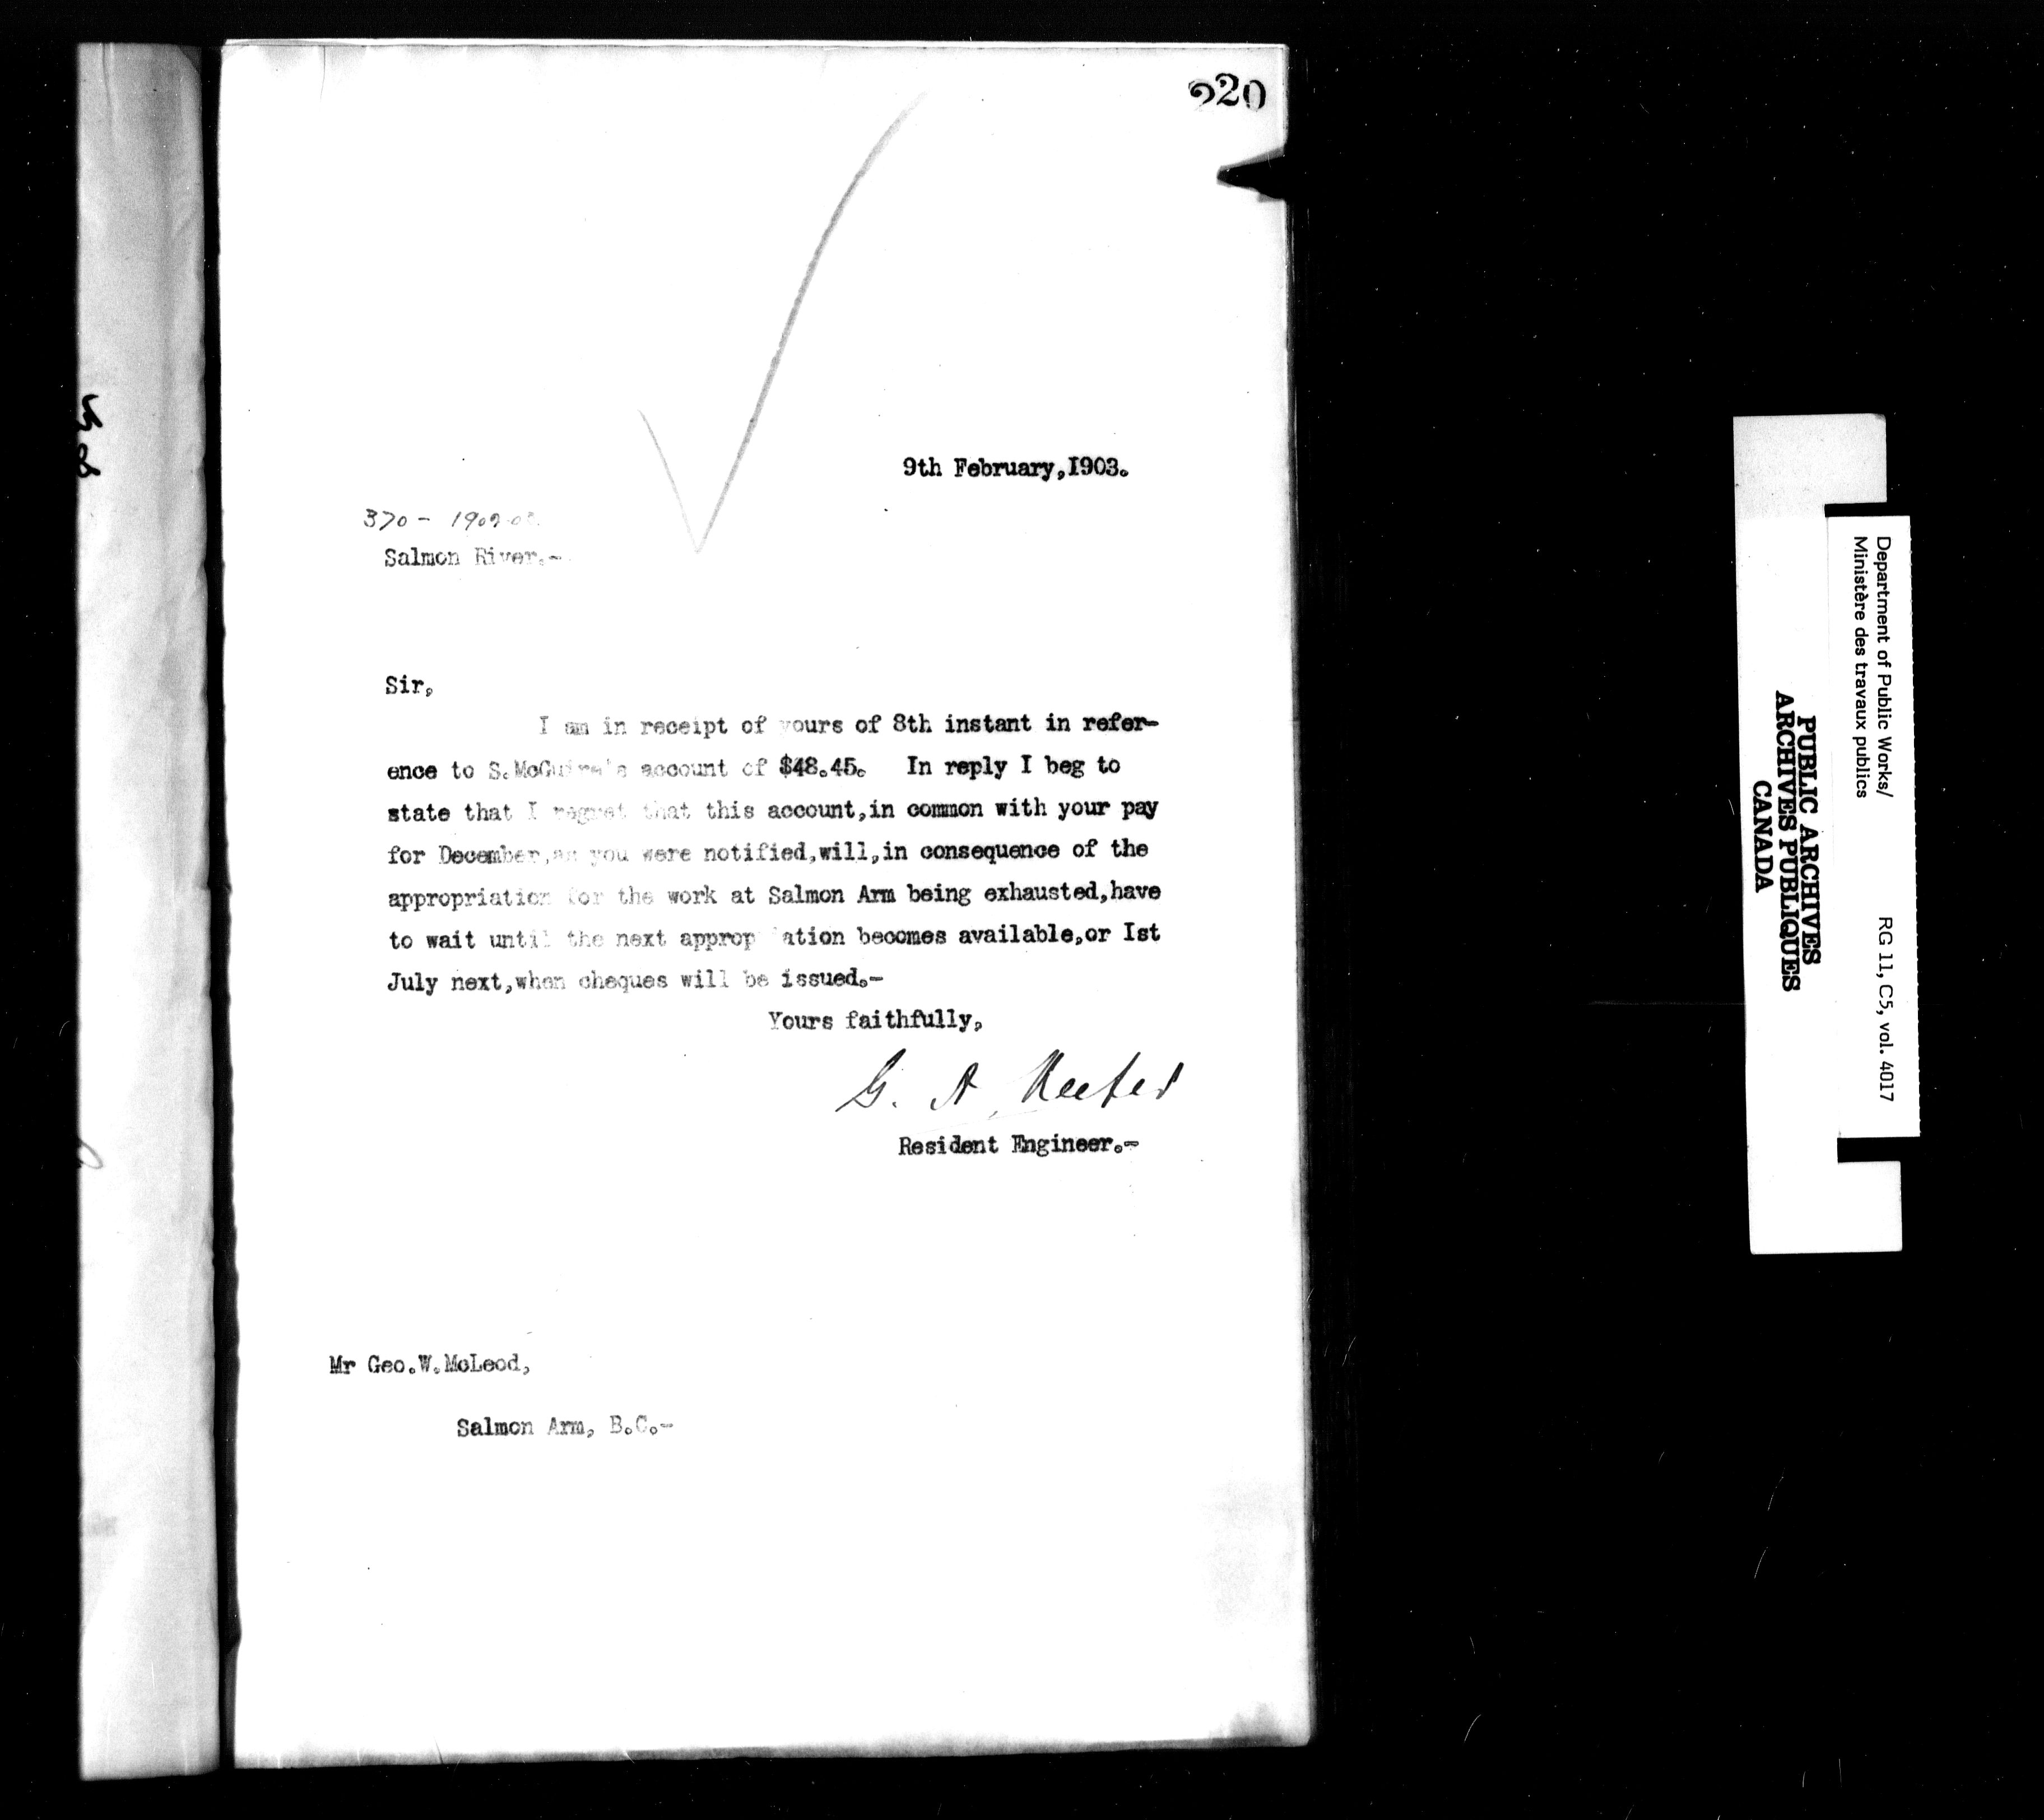 220
9th February,1903.
370 - 1902-03.
Salmon River.-
Sir,
I am in receipt of yours of 8th instant in refer-
ence to S.McGuire's account of $48.45. In reply I beg to
state that I regret that this account,in common with your pay
for December,as you were notified,will,in consequence of the
appropriation for the work at Salmon Arm being exhausted,have
to wait until the next approp ation becomes available,or Ist
July next,when cheques will be issued.-
Yours faithfully,
G. A. Keefer
Resident Engineer.-
Mr Geo.W.McLeod,
Salmon Arm, B.C.-
Department of Public Works/
Ministère des travaux publics
RG 11, C5, vol. 4017
PUBLIC ARCHIVES
ARCHIVES PUBLIQUES
CANADA